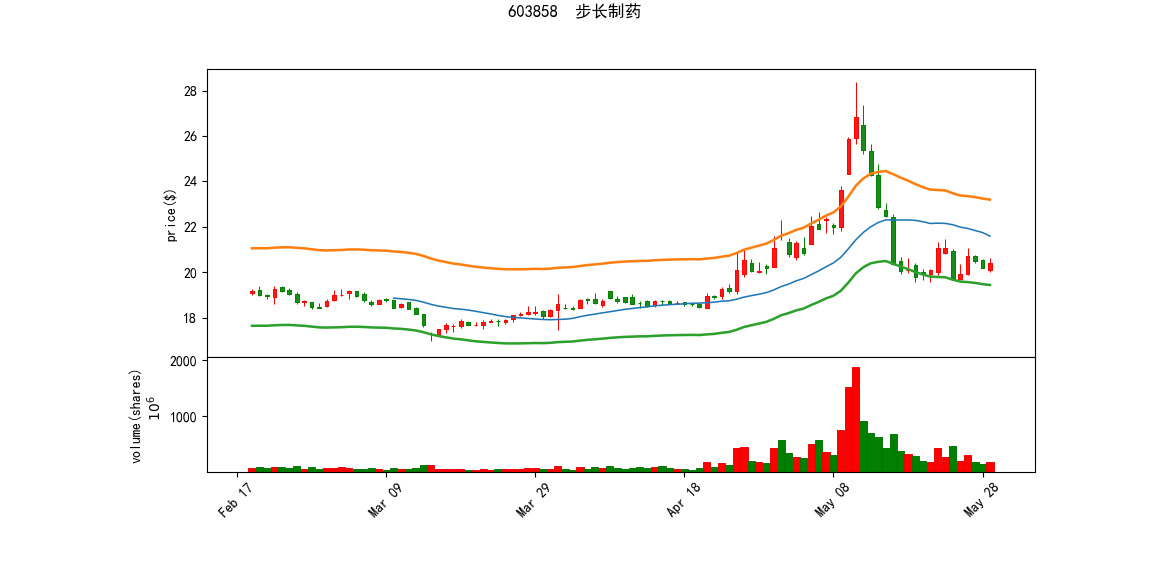 603858 步长制药
28
26
24
22
20
18
price($)
2000
1000
volume(shares)
10^6
Feb 17
Mar 09
Mar 29
Apr 18
May 08
May 28